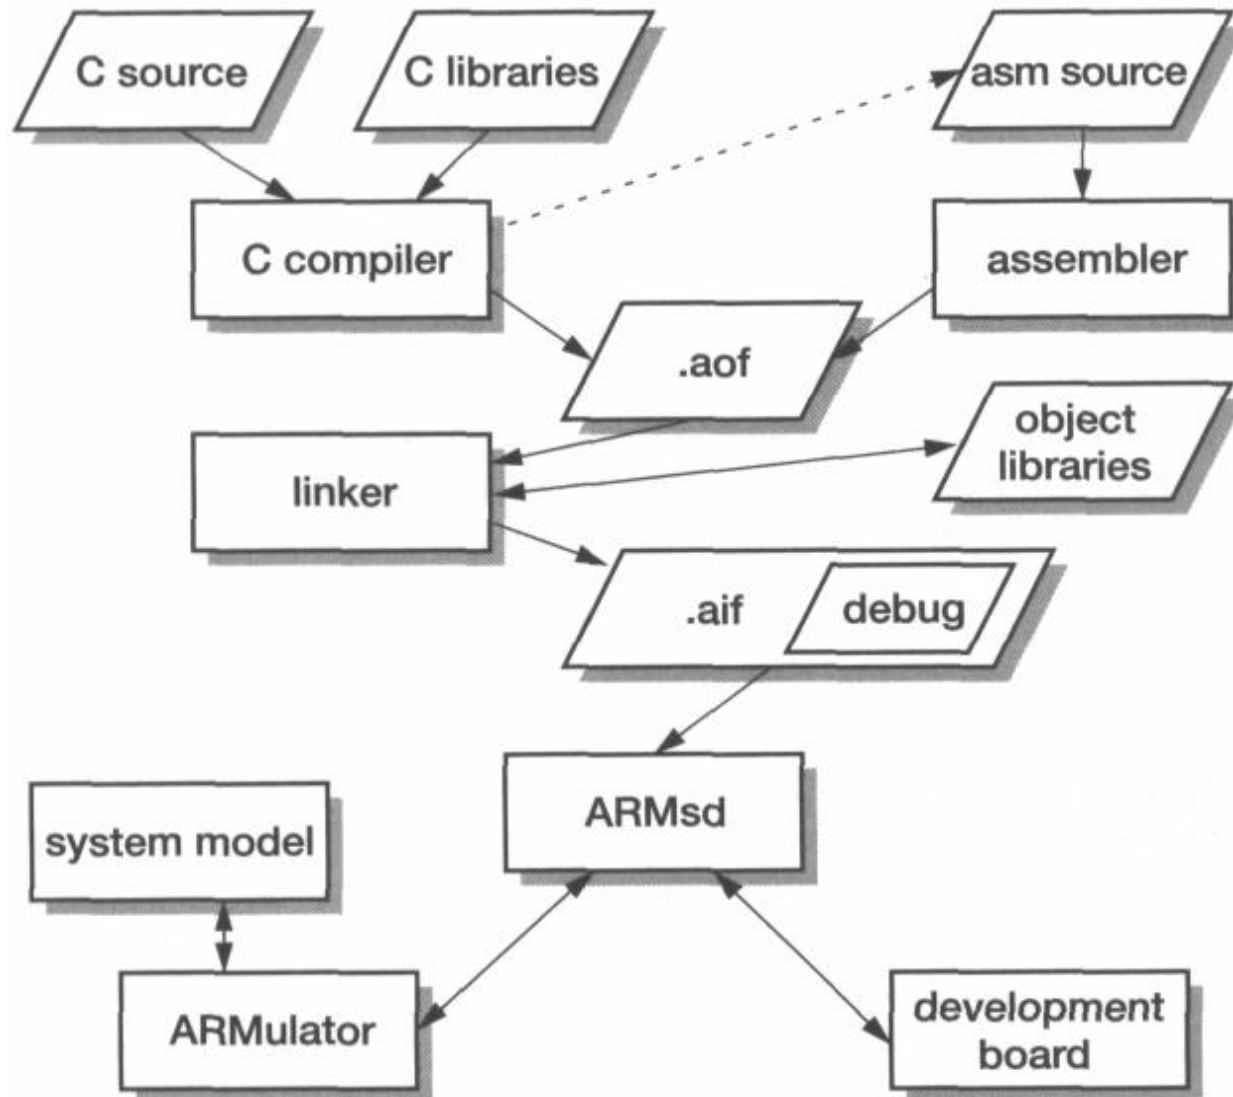 C source
C libraries
asm source
C compiler
assembler
.aof
object
libraries
linker
.aif
debug
ARMsd
system model
ARMulator
development
board